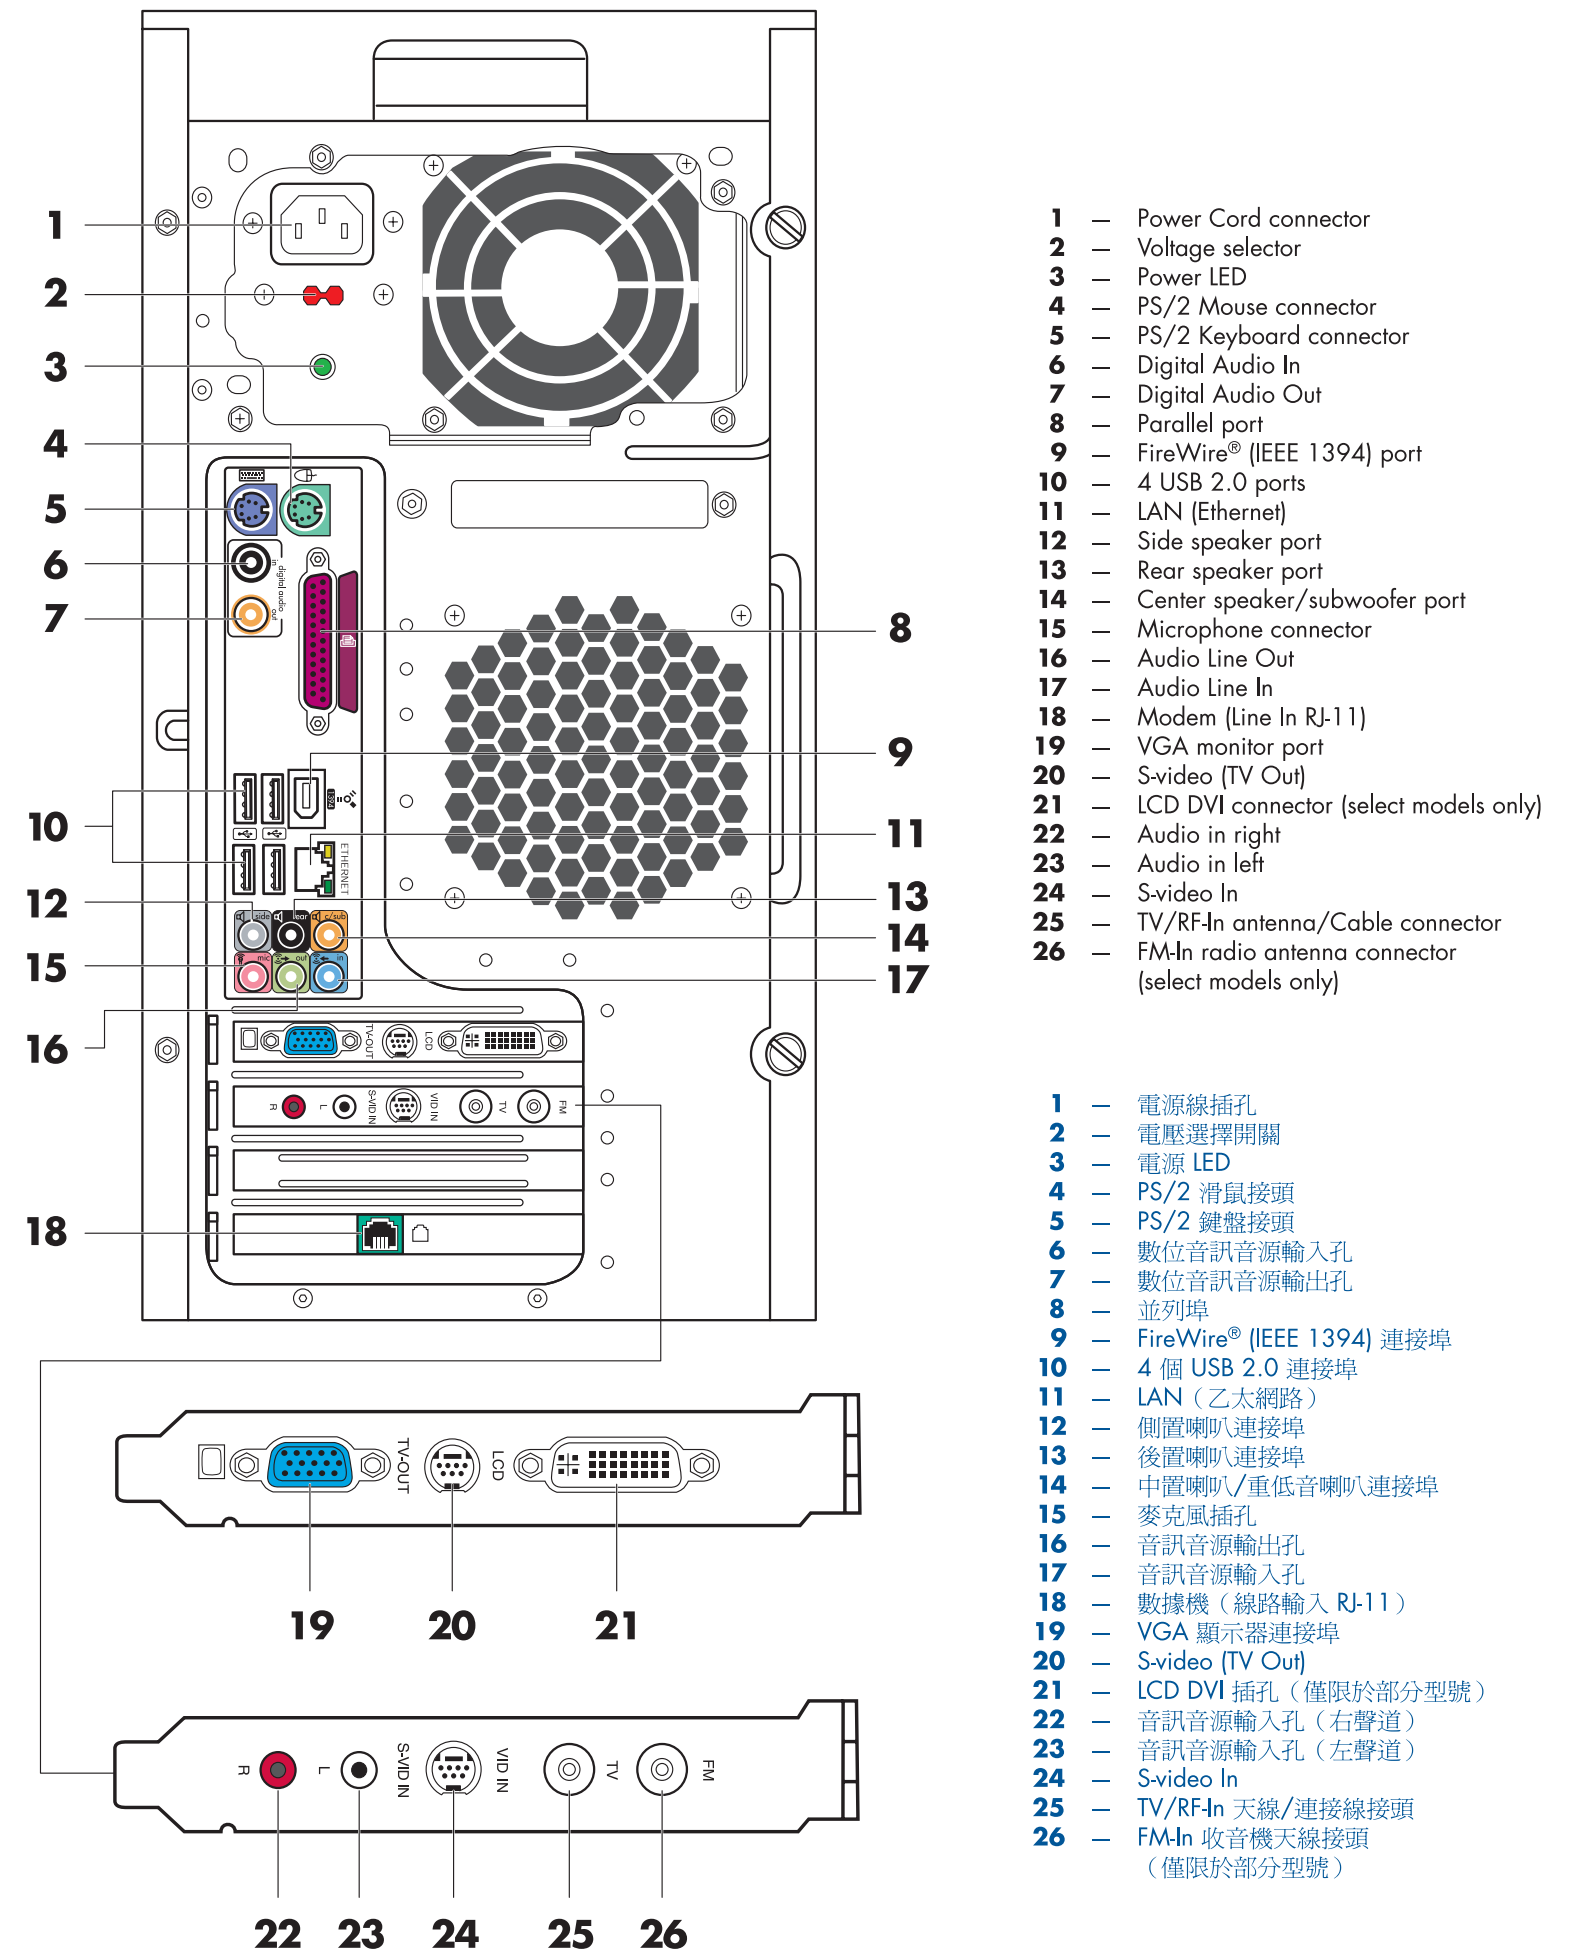 1
2
3
4
5
6
7
8
9
10
11
12
13
14
15
16
17
18
in
digital audio
out
1394
ETHERNET
side
rear
c/sub
mic
out
in
TV-OUT
LCD
R
L
S-VID IN
VID IN
TV
FM
TV-OUT
LCD
19
20
21
R
L
S-VID IN
VID IN
TV
FM
22
23
24
25
26
1 — Power Cord connector
2 — Voltage selector
3 — Power LED
4 — PS/2 Mouse connector
5 — PS/2 Keyboard connector
6 — Digital Audio In
7 — Digital Audio Out
8 — Parallel port
9 — FireWire® (IEEE 1394) port
10 — 4 USB 2.0 ports
11 — LAN (Ethernet)
12 — Side speaker port
13 — Rear speaker port
14 — Center speaker/subwoofer port
15 — Microphone connector
16 — Audio Line Out
17 — Audio Line In
18 — Modem (Line In RJ-11)
19 — VGA monitor port
20 — S-video (TV Out)
21 — LCD DVI connector (select models only)
22 — Audio in right
23 — Audio in left
24 — S-video In
25 — TV/RF-In antenna/Cable connector
26 — FM-In radio antenna connector
(select models only)
1 — 電源線插孔
2 — 電壓選擇開關
3 — 電源 LED
4 — PS/2 滑鼠接頭
5 — PS/2 鍵盤接頭
6 — 數位音訊音源輸入孔
7 — 數位音訊音源輸出孔
8 — 並列埠
9 — FireWire® (IEEE 1394) 連接埠
10 — 4 個 USB 2.0 連接埠
11 — LAN（乙太網路）
12 — 側置喇叭連接埠
13 — 後置喇叭連接埠
14 — 中置喇叭/重低音喇叭連接埠
15 — 麥克風插孔
16 — 音訊音源輸出孔
17 — 音訊音源輸入孔
18 — 數據機（線路輸入 RJ-11）
19 — VGA 顯示器連接埠
20 — S-video (TV Out)
21 — LCD DVI 插孔（僅限於部分型號）
22 — 音訊音源輸入孔（右聲道）
23 — 音訊音源輸入孔（左聲道）
24 — S-video In
25 — TV/RF-In 天線/連接線接頭
26 — FM-In 收音機天線接頭
（僅限於部分型號）